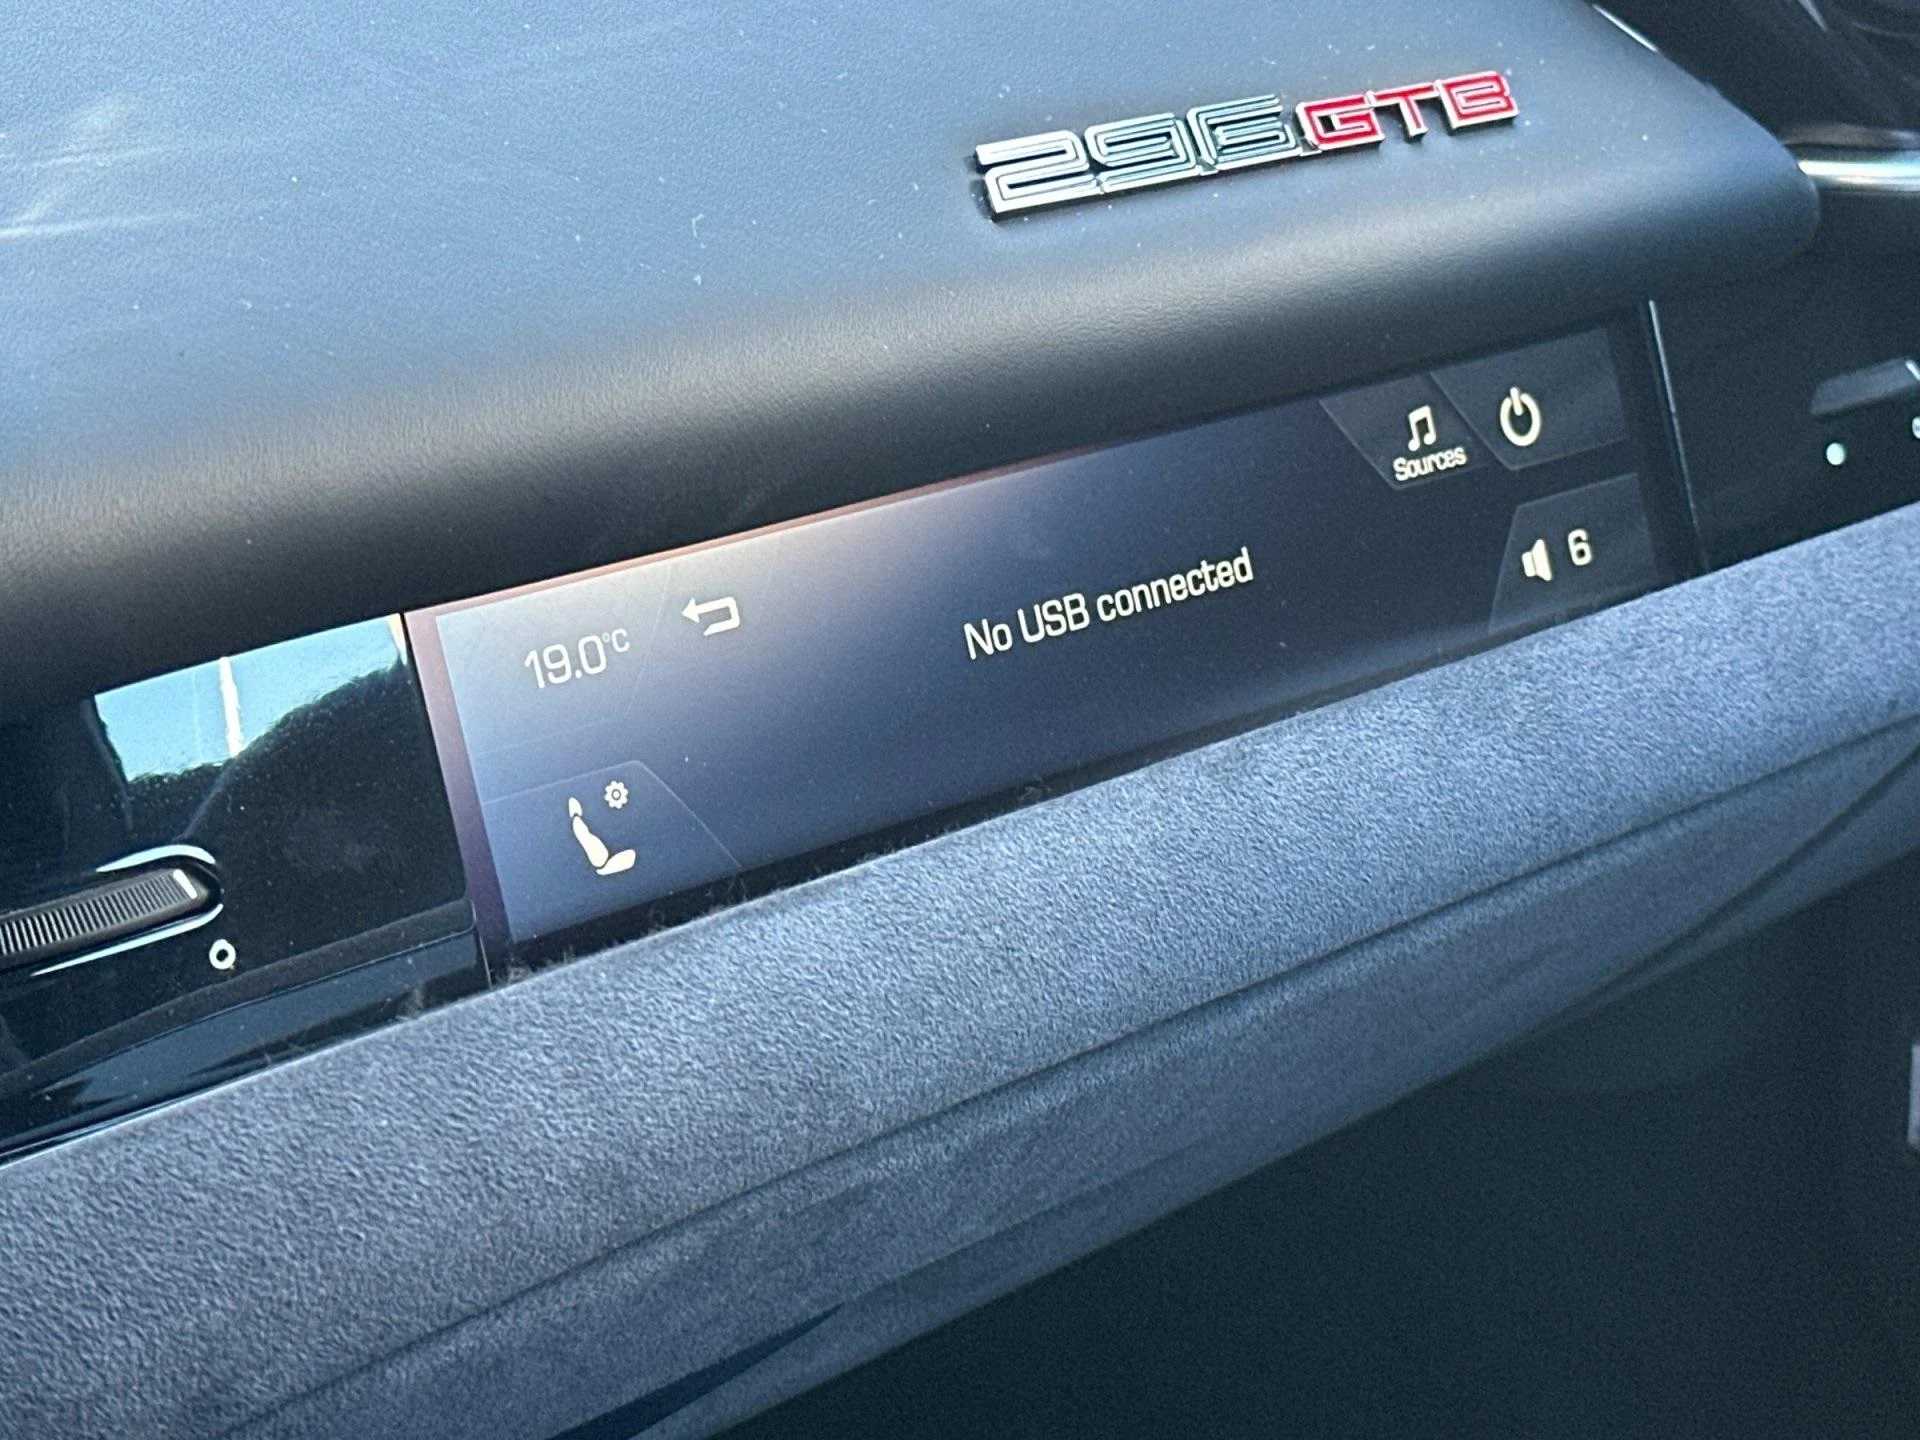 296GTB
Sources
6
No USB connected
19.0°C